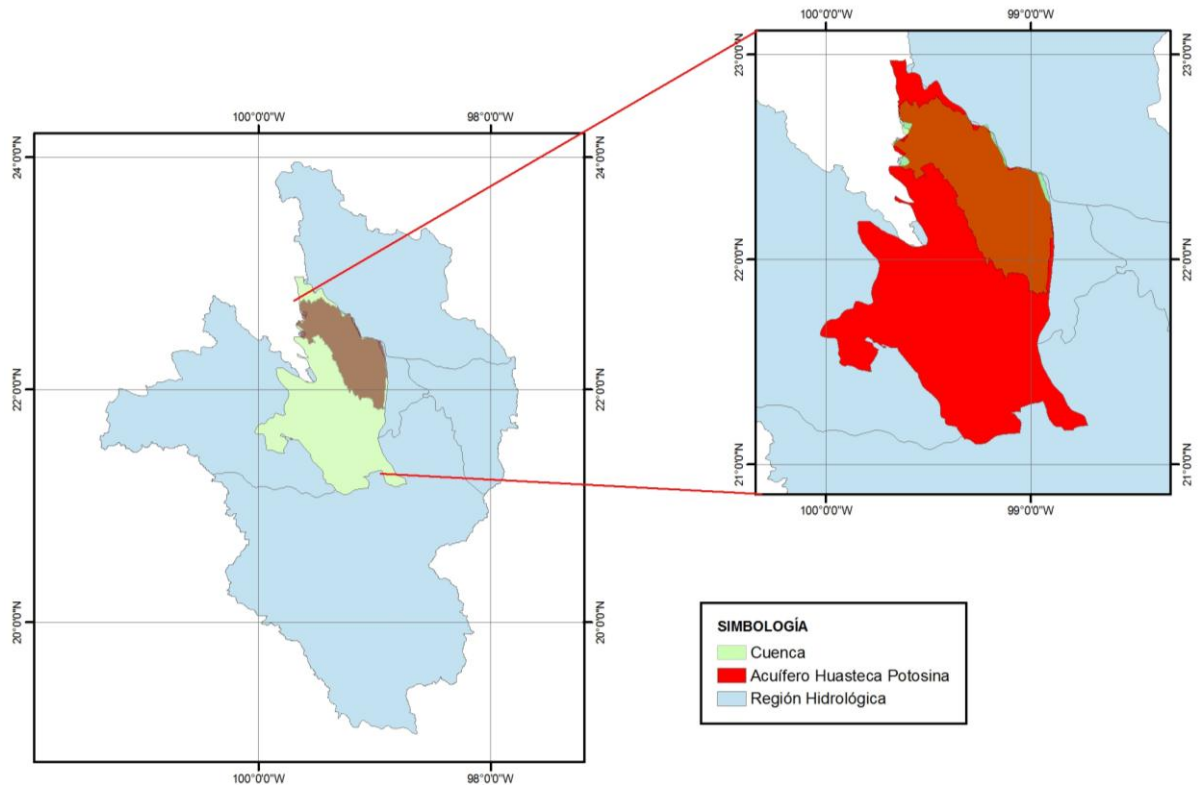 100°0'0"W 98°0'0"W
24°0'0"N 24°0'0"N
22°0'0"N 22°0'0"N
20°0'0"N 20°0'0"N
100°0'0"W 98°0'0"W
100°0'0"W 99°0'0"W
23°0'0"N 23°0'0"N
22°0'0"N 22°0'0"N
21°0'0"N 21°0'0"N
100°0'0"W 99°0'0"W
SIMBOLOGÍA
Cuenca
Acuífero Huasteca Potosina
Región Hidrológica